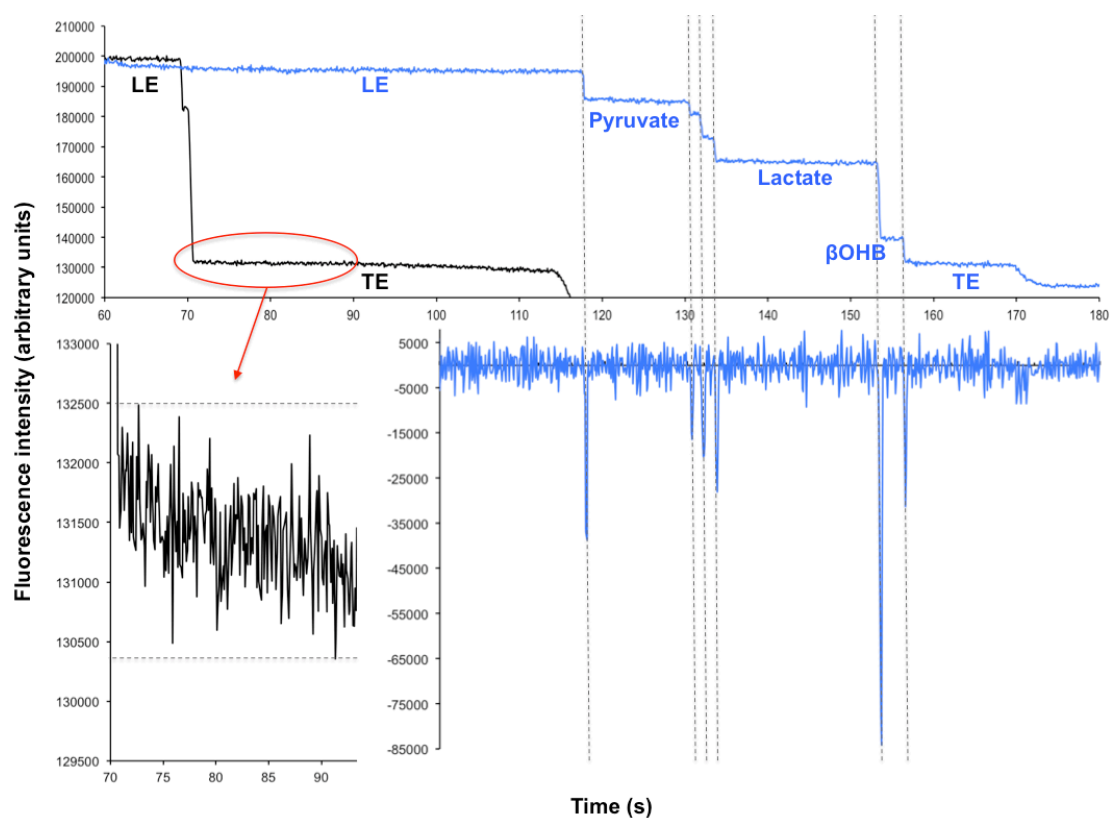 210000
200000
190000
180000
170000
160000
150000
140000
130000
120000
LE
LE
Pyruvate
Lactate
βOHB
TE
TE
60 70 80 90 100 110 120 130 140 150 160 170 180
Fluorescence intensity (arbitrary units)
133000
132500
132000
131500
131000
130500
130000
129500
70 75 80 85 90
5000
-5000
-15000
-25000
-35000
-45000
-55000
-65000
-75000
-85000
Time (s)